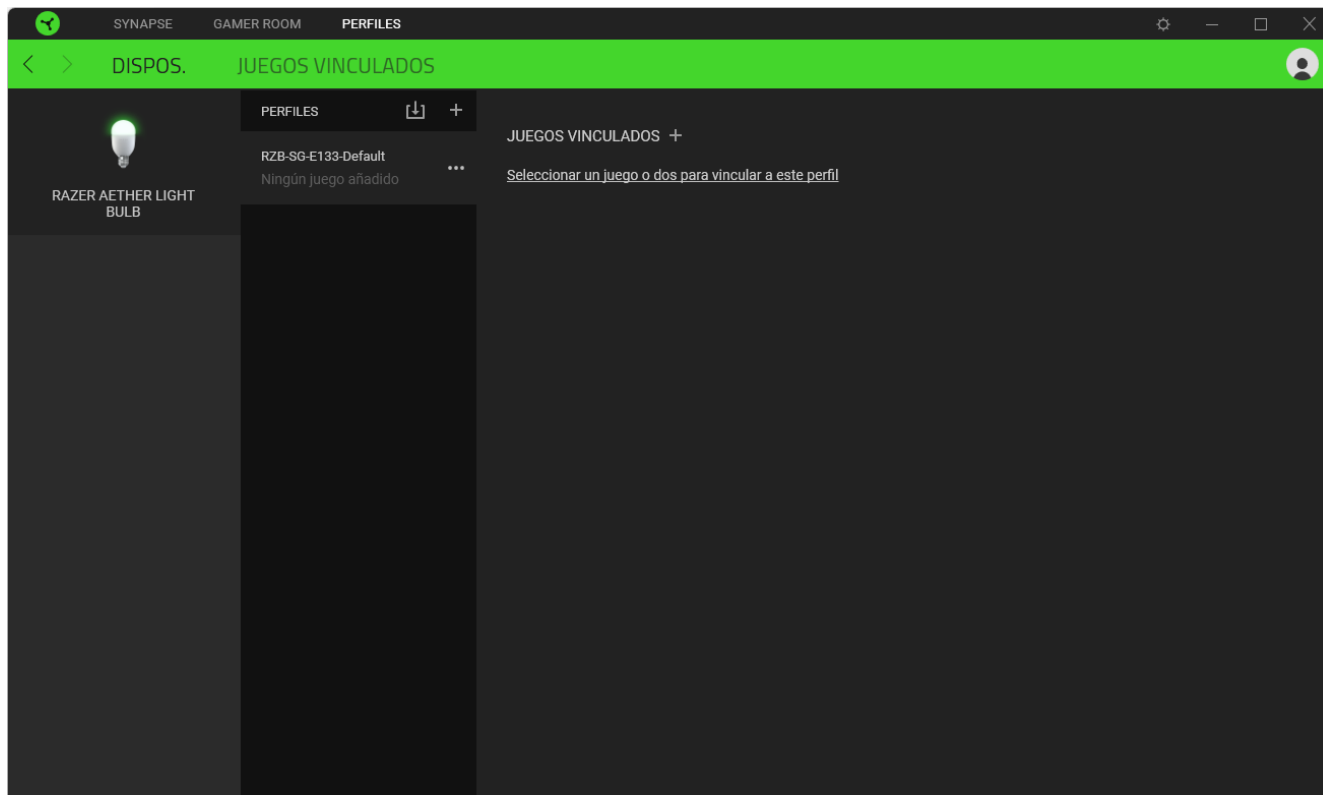 SYNAPSE GAMER ROOM PERFILES
DISPOS. JUEGOS VINCULADOS
RAZER AETHER LIGHT
BULB
PERFILES
RZB-SG-E133-Default
Ningún juego añadido
JUEGOS VINCULADOS +
Seleccionar un juego o dos para vincular a este perfil